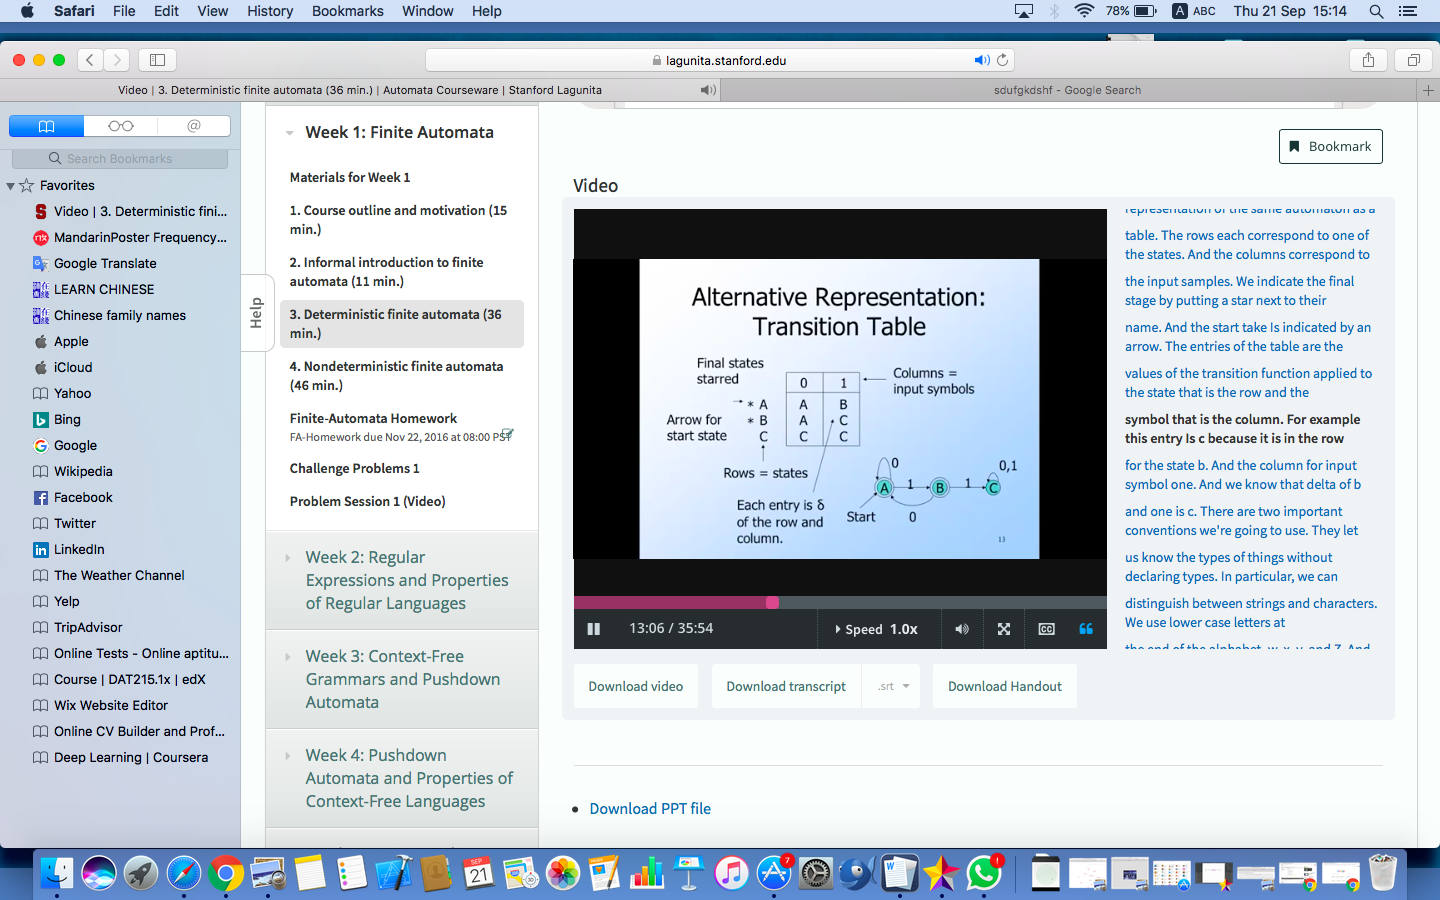 Safari File Edit View History Bookmarks Window Help
78% A ABC Thu 21 Sep 15:14
lagunita.stanford.edu
Video | 3. Deterministic finite automata (36 min.) | Automata Courseware | Stanford Lagunita
sdufgkdshf - Google Search
@
Search Bookmarks
Favorites
Video | 3. Deterministic fini...
MandarinPoster Frequency...
Google Translate
LEARN CHINESE
Chinese family names
Apple
iCloud
Yahoo
Bing
Google
Wikipedia
Facebook
Twitter
LinkedIn
The Weather Channel
Yelp
TripAdvisor
Online Tests - Online aptitu...
Course | DAT215.1x | edX
Wix Website Editor
Online CV Builder and Prof...
Deep Learning | Coursera
Help
Week 1: Finite Automata
Materials for Week 1
1. Course outline and motivation (15
min.)
2. Informal introduction to finite
automata (11 min.)
3. Deterministic finite automata (36
min.)
4. Nondeterministic finite automata
(46 min.)
Finite-Automata Homework
FA-Homework due Nov 22, 2016 at 08:00 PST
Challenge Problems 1
Problem Session 1 (Video)
Week 2: Regular
Expressions and Properties
of Regular Languages
Week 3: Context-Free
Grammars and Pushdown
Automata
Week 4: Pushdown
Automata and Properties of
Context-Free Languages
Bookmark
Video
Alternative Representation:
Transition Table
Final states
starred
Columns =
input symbols
0 1
* A A B
* B A C
C C C
Arrow for
start state
Rows = states
Each entry is δ
of the row and
column.
0
0,1
A 1 B 1 C
Start
0
13
13:06 / 35:54
Speed 1.0x
CC
representation of the same automaton as a
table. The rows each correspond to one of
the states. And the columns correspond to
the input samples. We indicate the final
stage by putting a star next to their
name. And the start take Is indicated by an
arrow. The entries of the table are the
values of the transition function applied to
the state that is the row and the
symbol that is the column. For example
this entry Is c because it is in the row
for the state b. And the column for input
symbol one. And we know that delta of b
and one is c. There are two important
conventions we're going to use. They let
us know the types of things without
declaring types. In particular, we can
distinguish between strings and characters.
We use lower case letters at
the end of the alphabet, w, x, y, and Z. And
Download video
Download transcript
.srt
Download Handout
Download PPT file
SEP
21
7
W
!